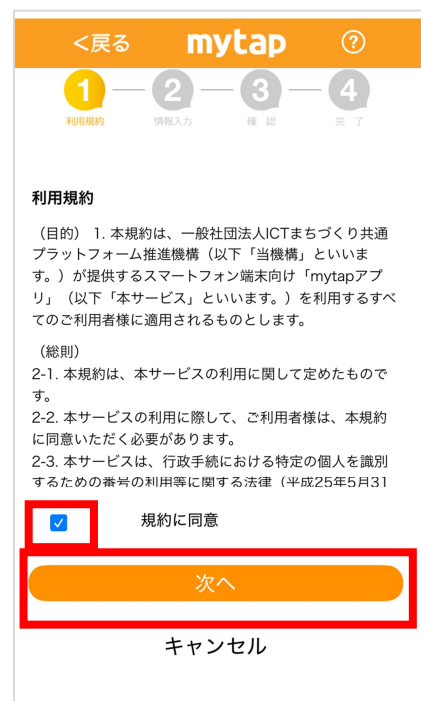 <戻る mytap ?
1 2 3 4
利用規約 情報入力 確 認 完 了
利用規約
（目的） 1. 本規約は、一般社団法人ICTまちづくり共通
プラットフォーム推進機構（以下「当機構」といいま
す。）が提供するスマートフォン端末向け「mytapアプ
リ」（以下「本サービス」といいます。）を利用するすべ
てのご利用者様に適用されるものとします。
（総則）
2-1. 本規約は、本サービスの利用に関して定めたもので
す。
2-2. 本サービスの利用に際して、ご利用者様は、本規約
に同意いただく必要があります。
2-3. 本サービスは、行政手続における特定の個人を識別
するための番号の利用等に関する法律（平成25年5月31
規約に同意
次へ
キャンセル